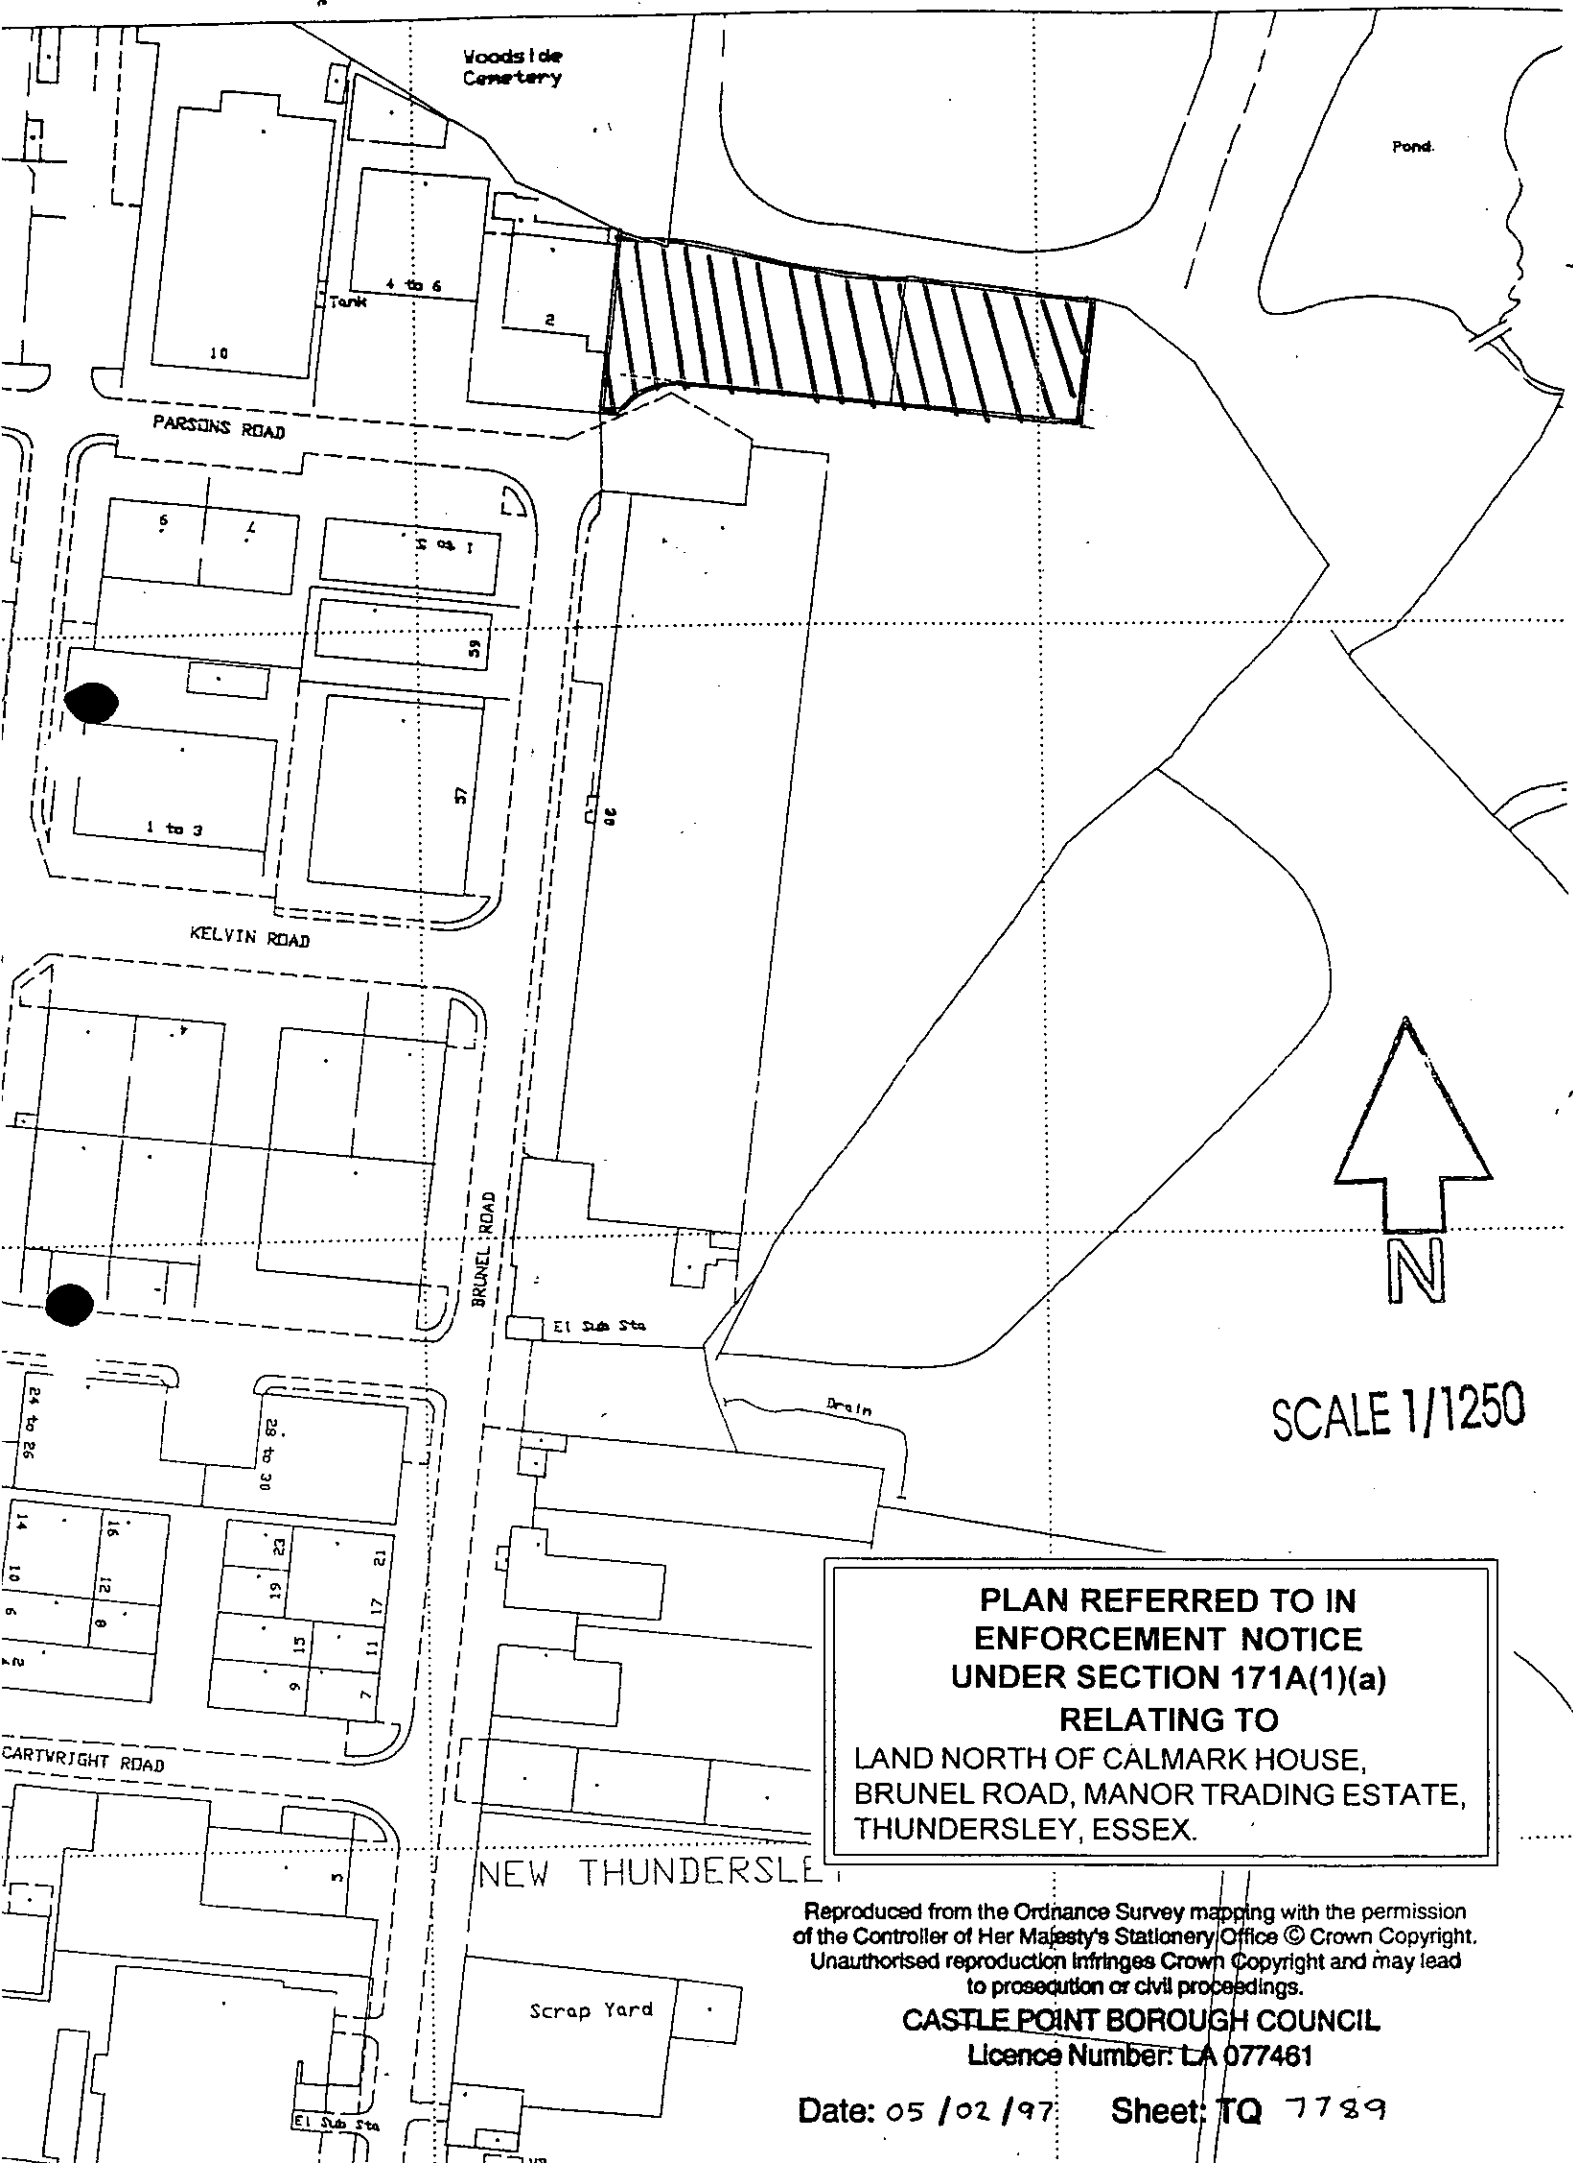 Woodside
Cemetery
Pond
Tank
4 to 6
2
10
PARSONS ROAD
9
7
1 to 5
59
57
1 to 3
KELVIN ROAD
4
BRUNEL ROAD
N
El Sub Sta
SCALE 1/1250
Drain
24 to 26
28 to 30
14
16
23
21
10
12
19
17
6
8
15
11
9
7
CARTWRIGHT ROAD
PLAN REFERRED TO IN
ENFORCEMENT NOTICE
UNDER SECTION 171A(1)(a)
RELATING TO
LAND NORTH OF CALMARK HOUSE,
BRUNEL ROAD, MANOR TRADING ESTATE,
THUNDERSLEY, ESSEX.
5
NEW THUNDERSLE
Reproduced from the Ordnance Survey mapping with the permission
of the Controller of Her Majesty's Stationery Office © Crown Copyright.
Unauthorised reproduction infringes Crown Copyright and may lead
to prosecution or civil proceedings.
Scrap Yard
CASTLE POINT BOROUGH COUNCIL
Licence Number: LA 077461
Date: 05/02/97 Sheet: TQ 7789
El Sub Sta